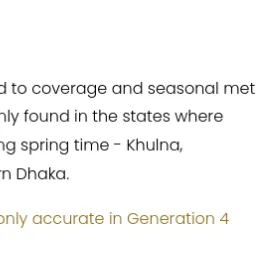 d to coverage and seasonal met
nly found in the states where
ng spring time - Khulna,
rn Dhaka.
only accurate in Generation 4